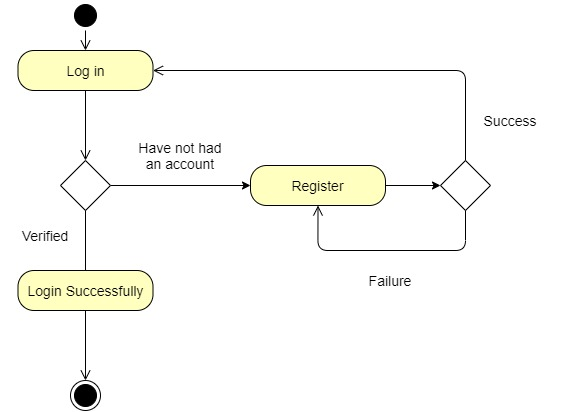 Log in
Have not had
an account
Success
Register
Verified
Login Successfully
Failure